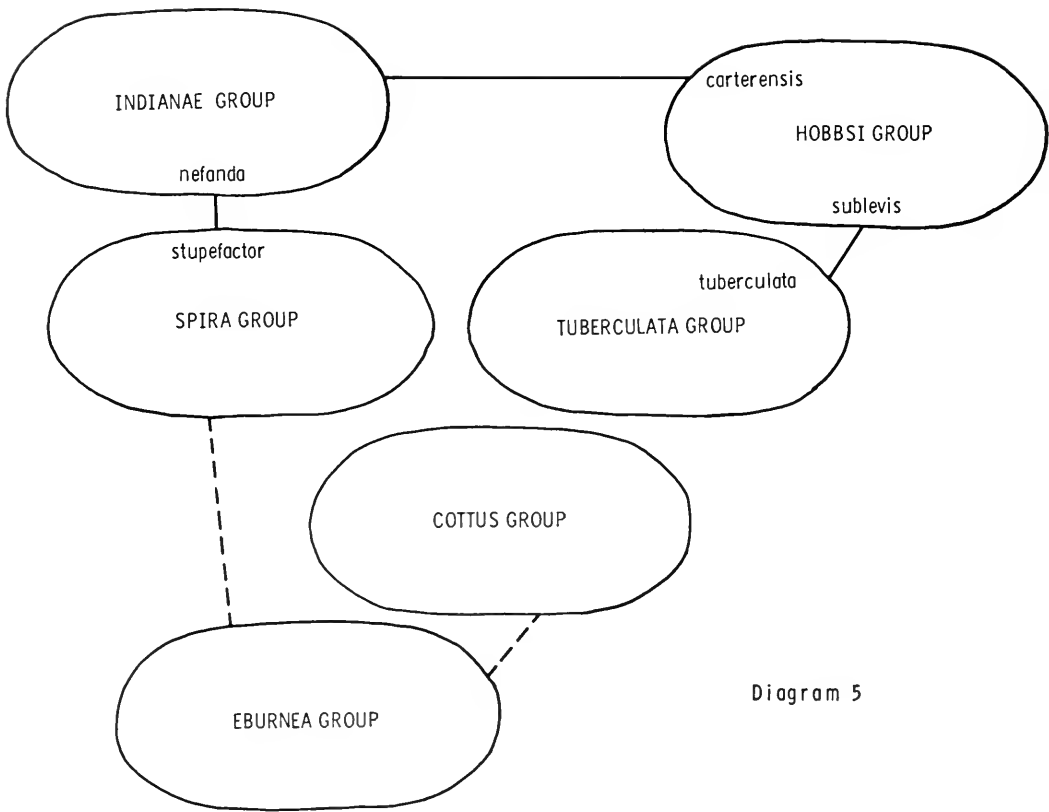 INDIANAE GROUP
nefanda
carterensis
HOBBSI GROUP
sublevis
stupefactor
SPIRA GROUP
tuberculata
TUBERCULATA GROUP
COTTUS GROUP
EBURNEA GROUP
Diagram 5